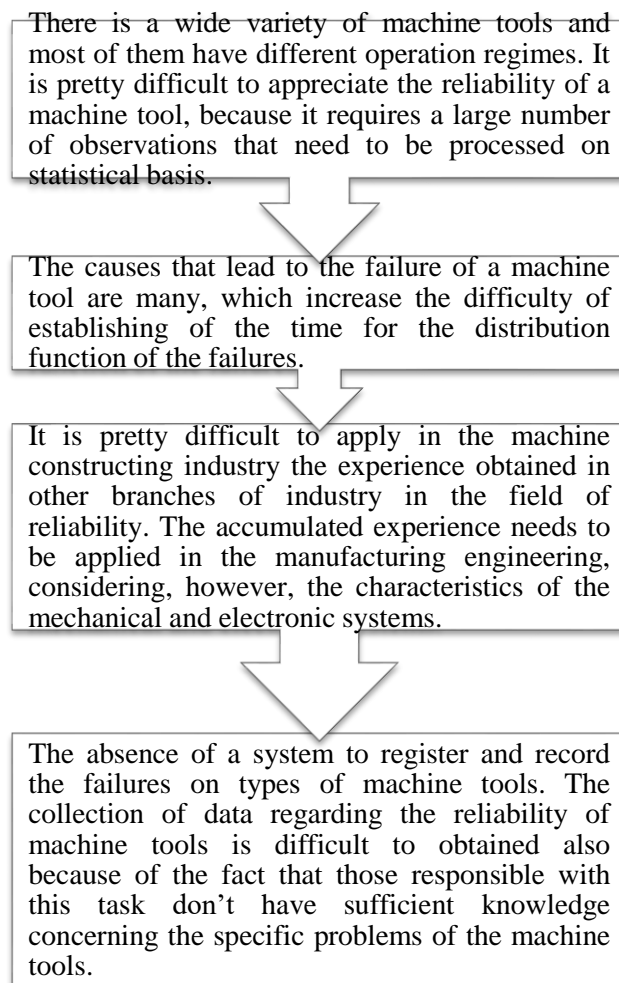 There is a wide variety of machine tools and
most of them have different operation regimes. It
is pretty difficult to appreciate the reliability of a
machine tool, because it requires a large number
of observations that need to be processed on
statistical basis.
The causes that lead to the failure of a machine
tool are many, which increase the difficulty of
establishing of the time for the distribution
function of the failures.
It is pretty difficult to apply in the machine
constructing industry the experience obtained in
other branches of industry in the field of
reliability. The accumulated experience needs to
be applied in the manufacturing engineering,
considering, however, the characteristics of the
mechanical and electronic systems.
The absence of a system to register and record
the failures on types of machine tools. The
collection of data regarding the reliability of
machine tools is difficult to obtained also
because of the fact that those responsible with
this task don’t have sufficient knowledge
concerning the specific problems of the machine
tools.